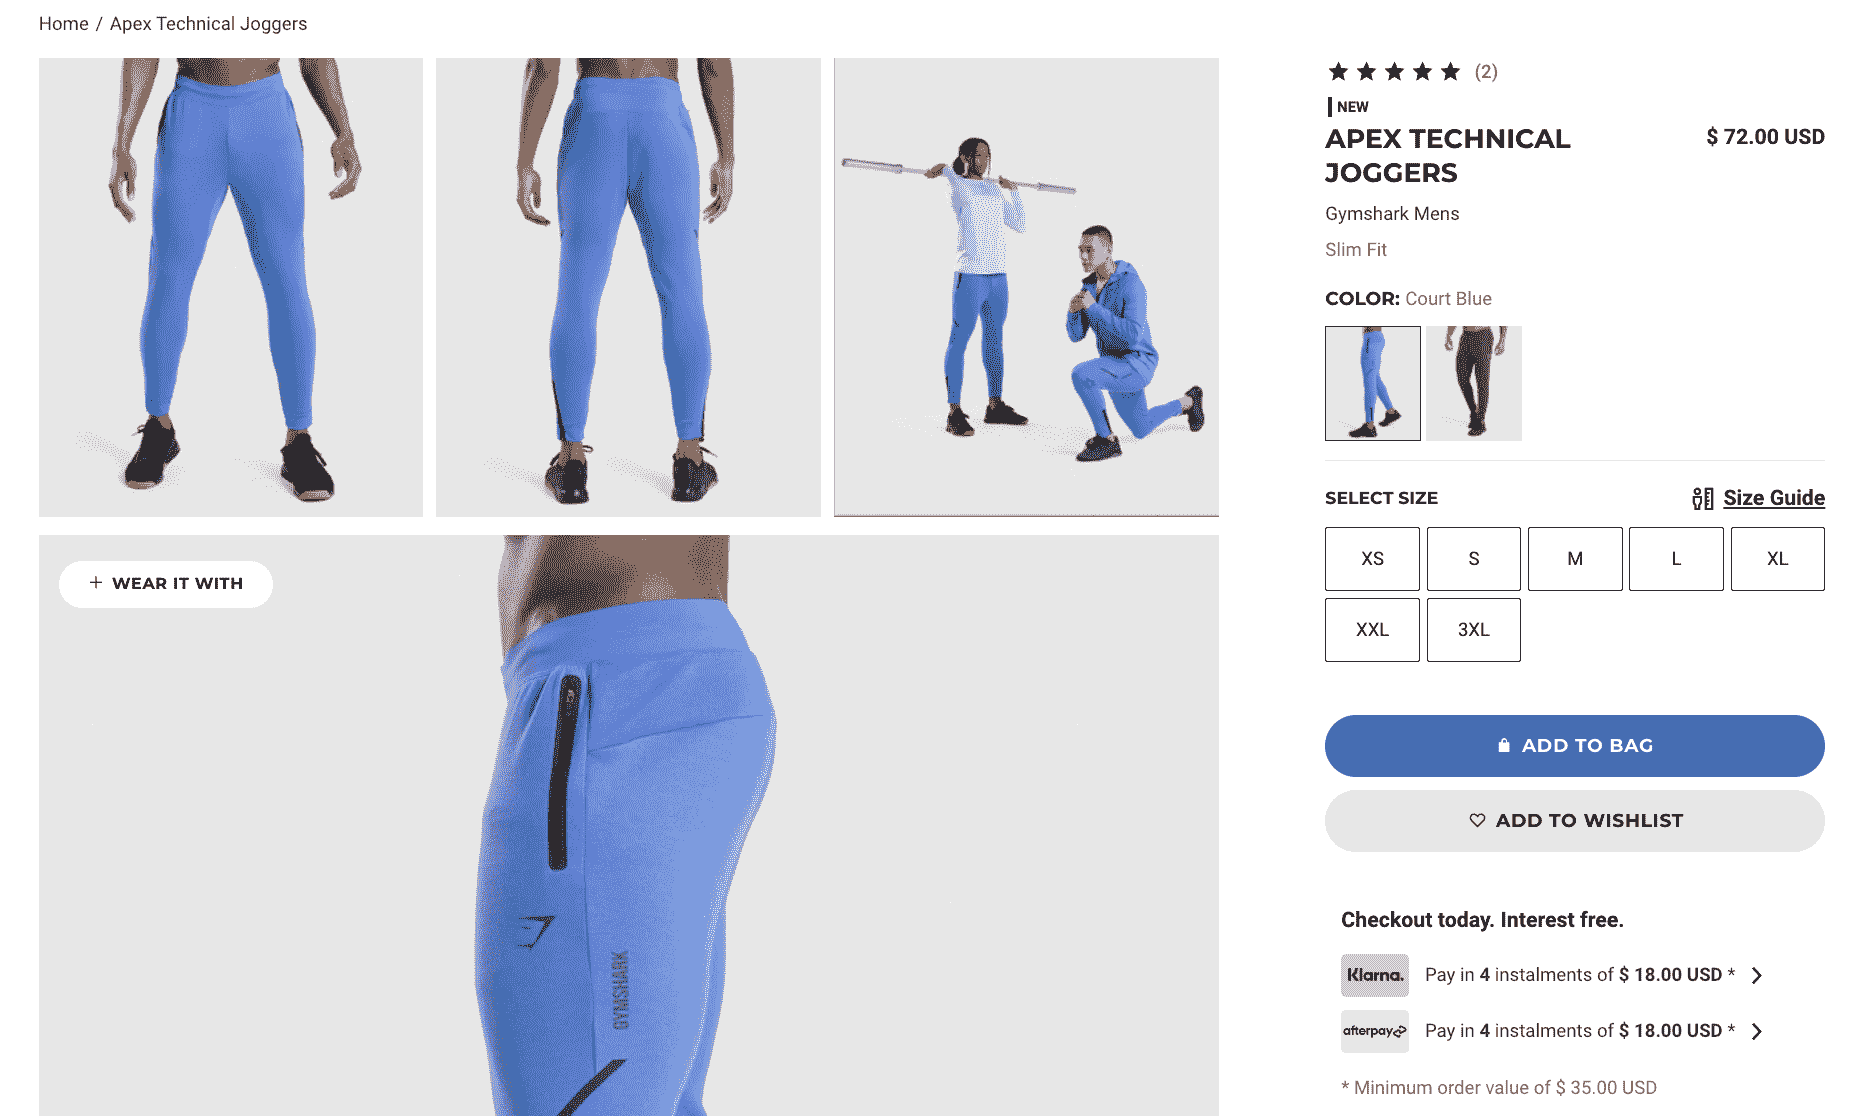 Home / Apex Technical Joggers
+ WEAR IT WITH
GYMSHARK
(2)
NEW
APEX TECHNICAL
JOGGERS
$ 72.00 USD
Gymshark Mens
Slim Fit
COLOR: Court Blue
SELECT SIZE
Size Guide
XS
S
M
L
XL
XXL
3XL
ADD TO BAG
ADD TO WISHLIST
Checkout today. Interest free.
Klarna.
Pay in 4 instalments of $ 18.00 USD *
afterpay
Pay in 4 instalments of $ 18.00 USD *
* Minimum order value of $ 35.00 USD